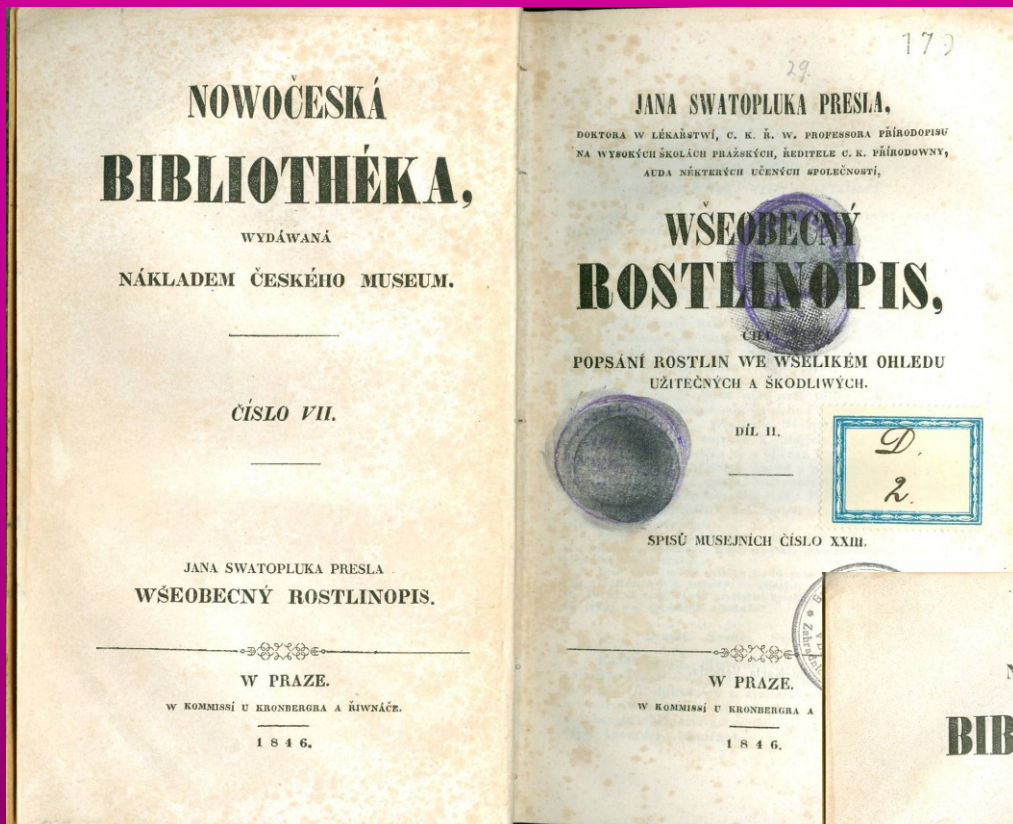 NOWOČESKÁ
BIBLIOTHÉKA,
WYDÁWANÁ
NÁKLADEM ČESKÉHO MUSEUM.
ČÍSLO VII.
JANA SWATOPLUKA PRESLA
WŠEOBECNÝ ROSTLINOPIS.
W PRAZE.
W KOMMISSÍ U KRONBERGRA A ŘIWNÁČE.
1846.
29.
JANA SWATOPLUKA PRESLA,
DOKTORA W LÉKAŘSTWÍ, C. K. Ř. W. PROFESSORA PŘÍRODOPISU
NA WYSOKÝCH ŠKOLÁCH PRAŽSKÝCH, ŘEDITELE C. K. PŘÍRODOWNY,
AUDA NĚKTERÝCH UČENÝCH SPOLEČNOSTÍ,
WŠEOBECNÝ
ROSTLINOPIS,
POPSÁNÍ ROSTLIN WE WŠELIKÉM OHLEDU
UŽITEČNÝCH A ŠKODLIWÝCH.
DÍL II.
D.
2.
SPISŮ MUSEJNÍCH ČÍSLO XXIII.
W PRAZE.
W KOMMISSÍ U KRONBERGRA A
1846.
N
BIB